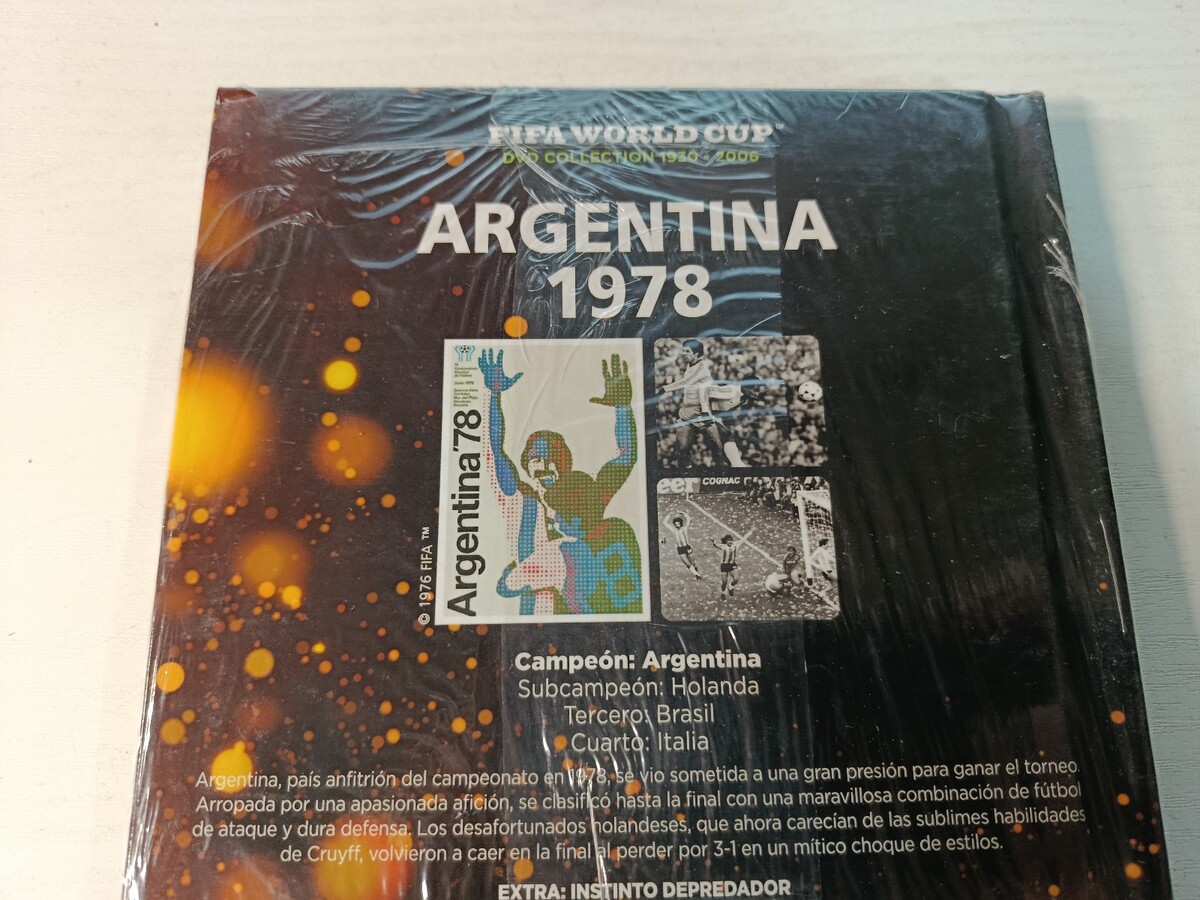 FIFA WORLD CUP™
DVD COLLECTION 1930 - 2006
ARGENTINA
1978
Junio 1978
Argentina'78
© 1976 FIFA ™
eer COGNAC
Campeón: Argentina
Subcampeón: Holanda
Tercero: Brasil
Cuarto: Italia
Argentina, país anfitrión del campeonato en 1978, se vio sometida a una gran presión para ganar el torneo.
Arropada por una apasionada afición, se clasificó hasta la final con una maravillosa combinación de fútbol
de ataque y dura defensa. Los desafortunados holandeses, que ahora carecían de las sublimes habilidades
de Cruyff, volvieron a caer en la final al perder por 3-1 en un mítico choque de estilos.
EXTRA: INSTINTO DEPREDADOR